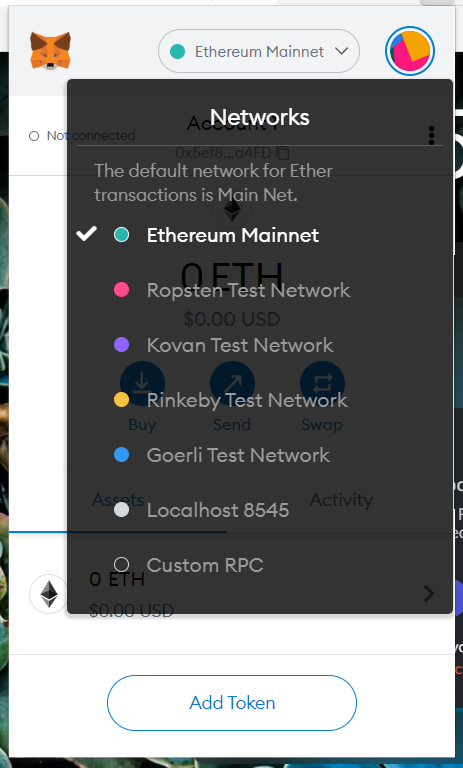 Ethereum Mainnet
Networks
Not connected
Account 1
0x5ef8...a4FD
The default network for Ether
transactions is Main Net.
Ethereum Mainnet
0 ETH
Ropsten Test Network
$0.00 USD
Kovan Test Network
Rinkeby Test Network
Buy
Send
Swap
Goerli Test Network
Assets
Activity
Localhost 8545
Custom RPC
0 ETH
$0.00 USD
Add Token